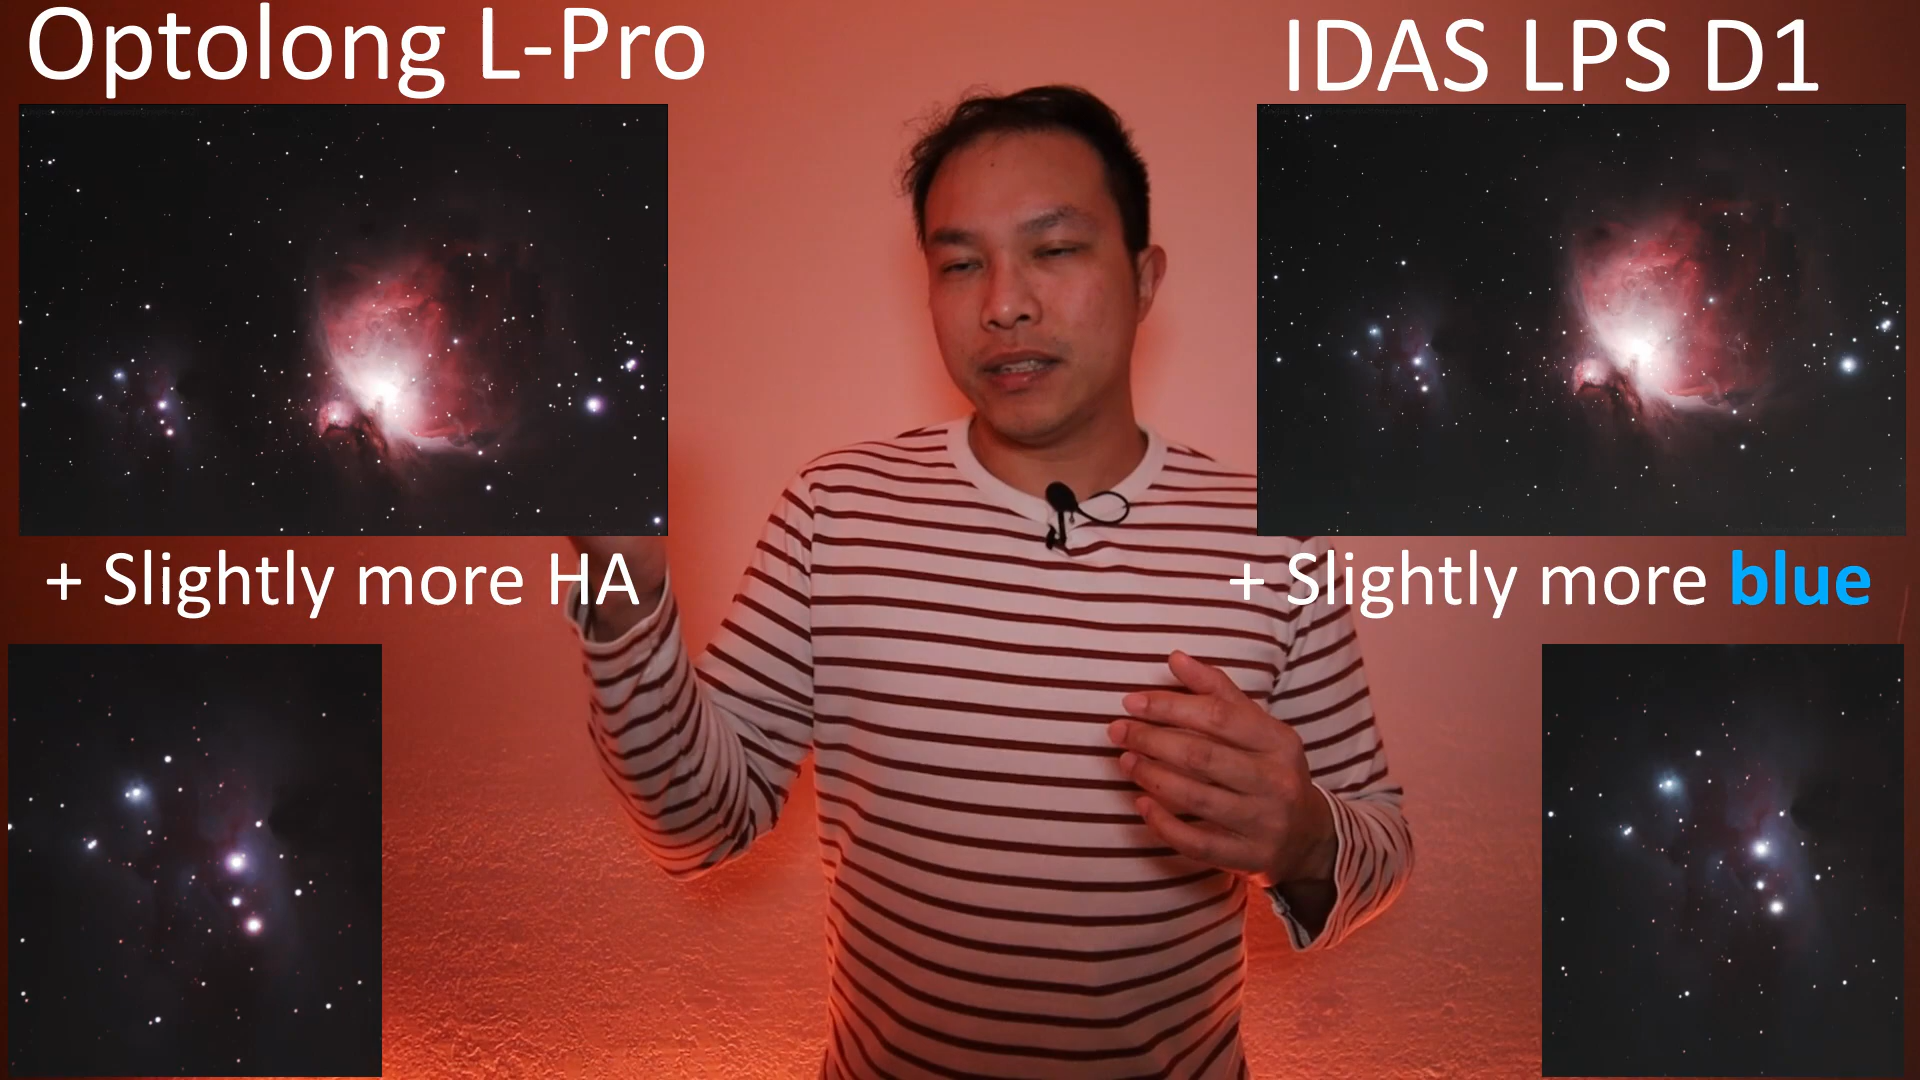 Optolong L-Pro
IDAS LPS D1
+ Slightly more HA
+ Slightly more blue